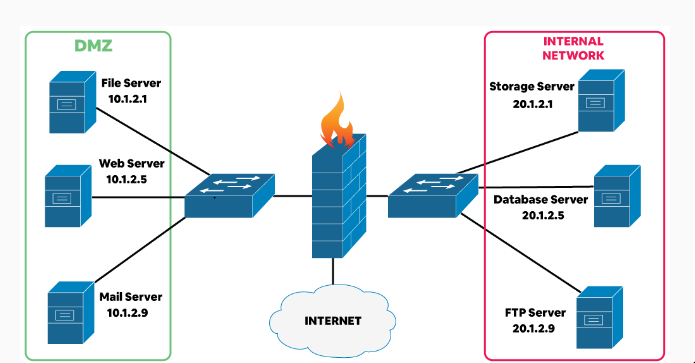 DMZ
File Server
10.1.2.1
Web Server
10.1.2.5
Mail Server
10.1.2.9
INTERNET
INTERNAL
NETWORK
Storage Server
20.1.2.1
Database Server
20.1.2.5
FTP Server
20.1.2.9